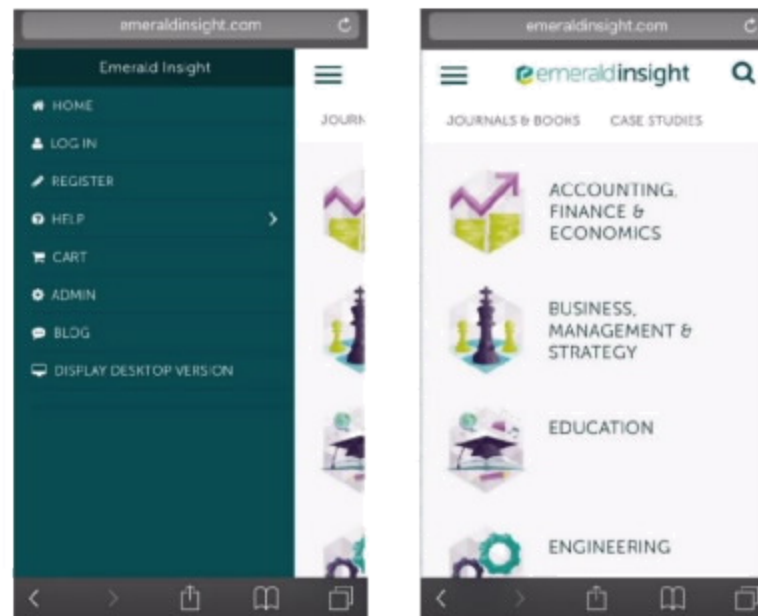 emeraldinsight.com
Emerald Insight
HOME
LOG IN
REGISTER
HELP
CART
ADMIN
BLOG
DISPLAY DESKTOP VERSION
JOURN
emeraldinsight.com
emeraldinsight
JOURNALS & BOOKS CASE STUDIES
ACCOUNTING,
FINANCE &
ECONOMICS
BUSINESS,
MANAGEMENT &
STRATEGY
EDUCATION
ENGINEERING